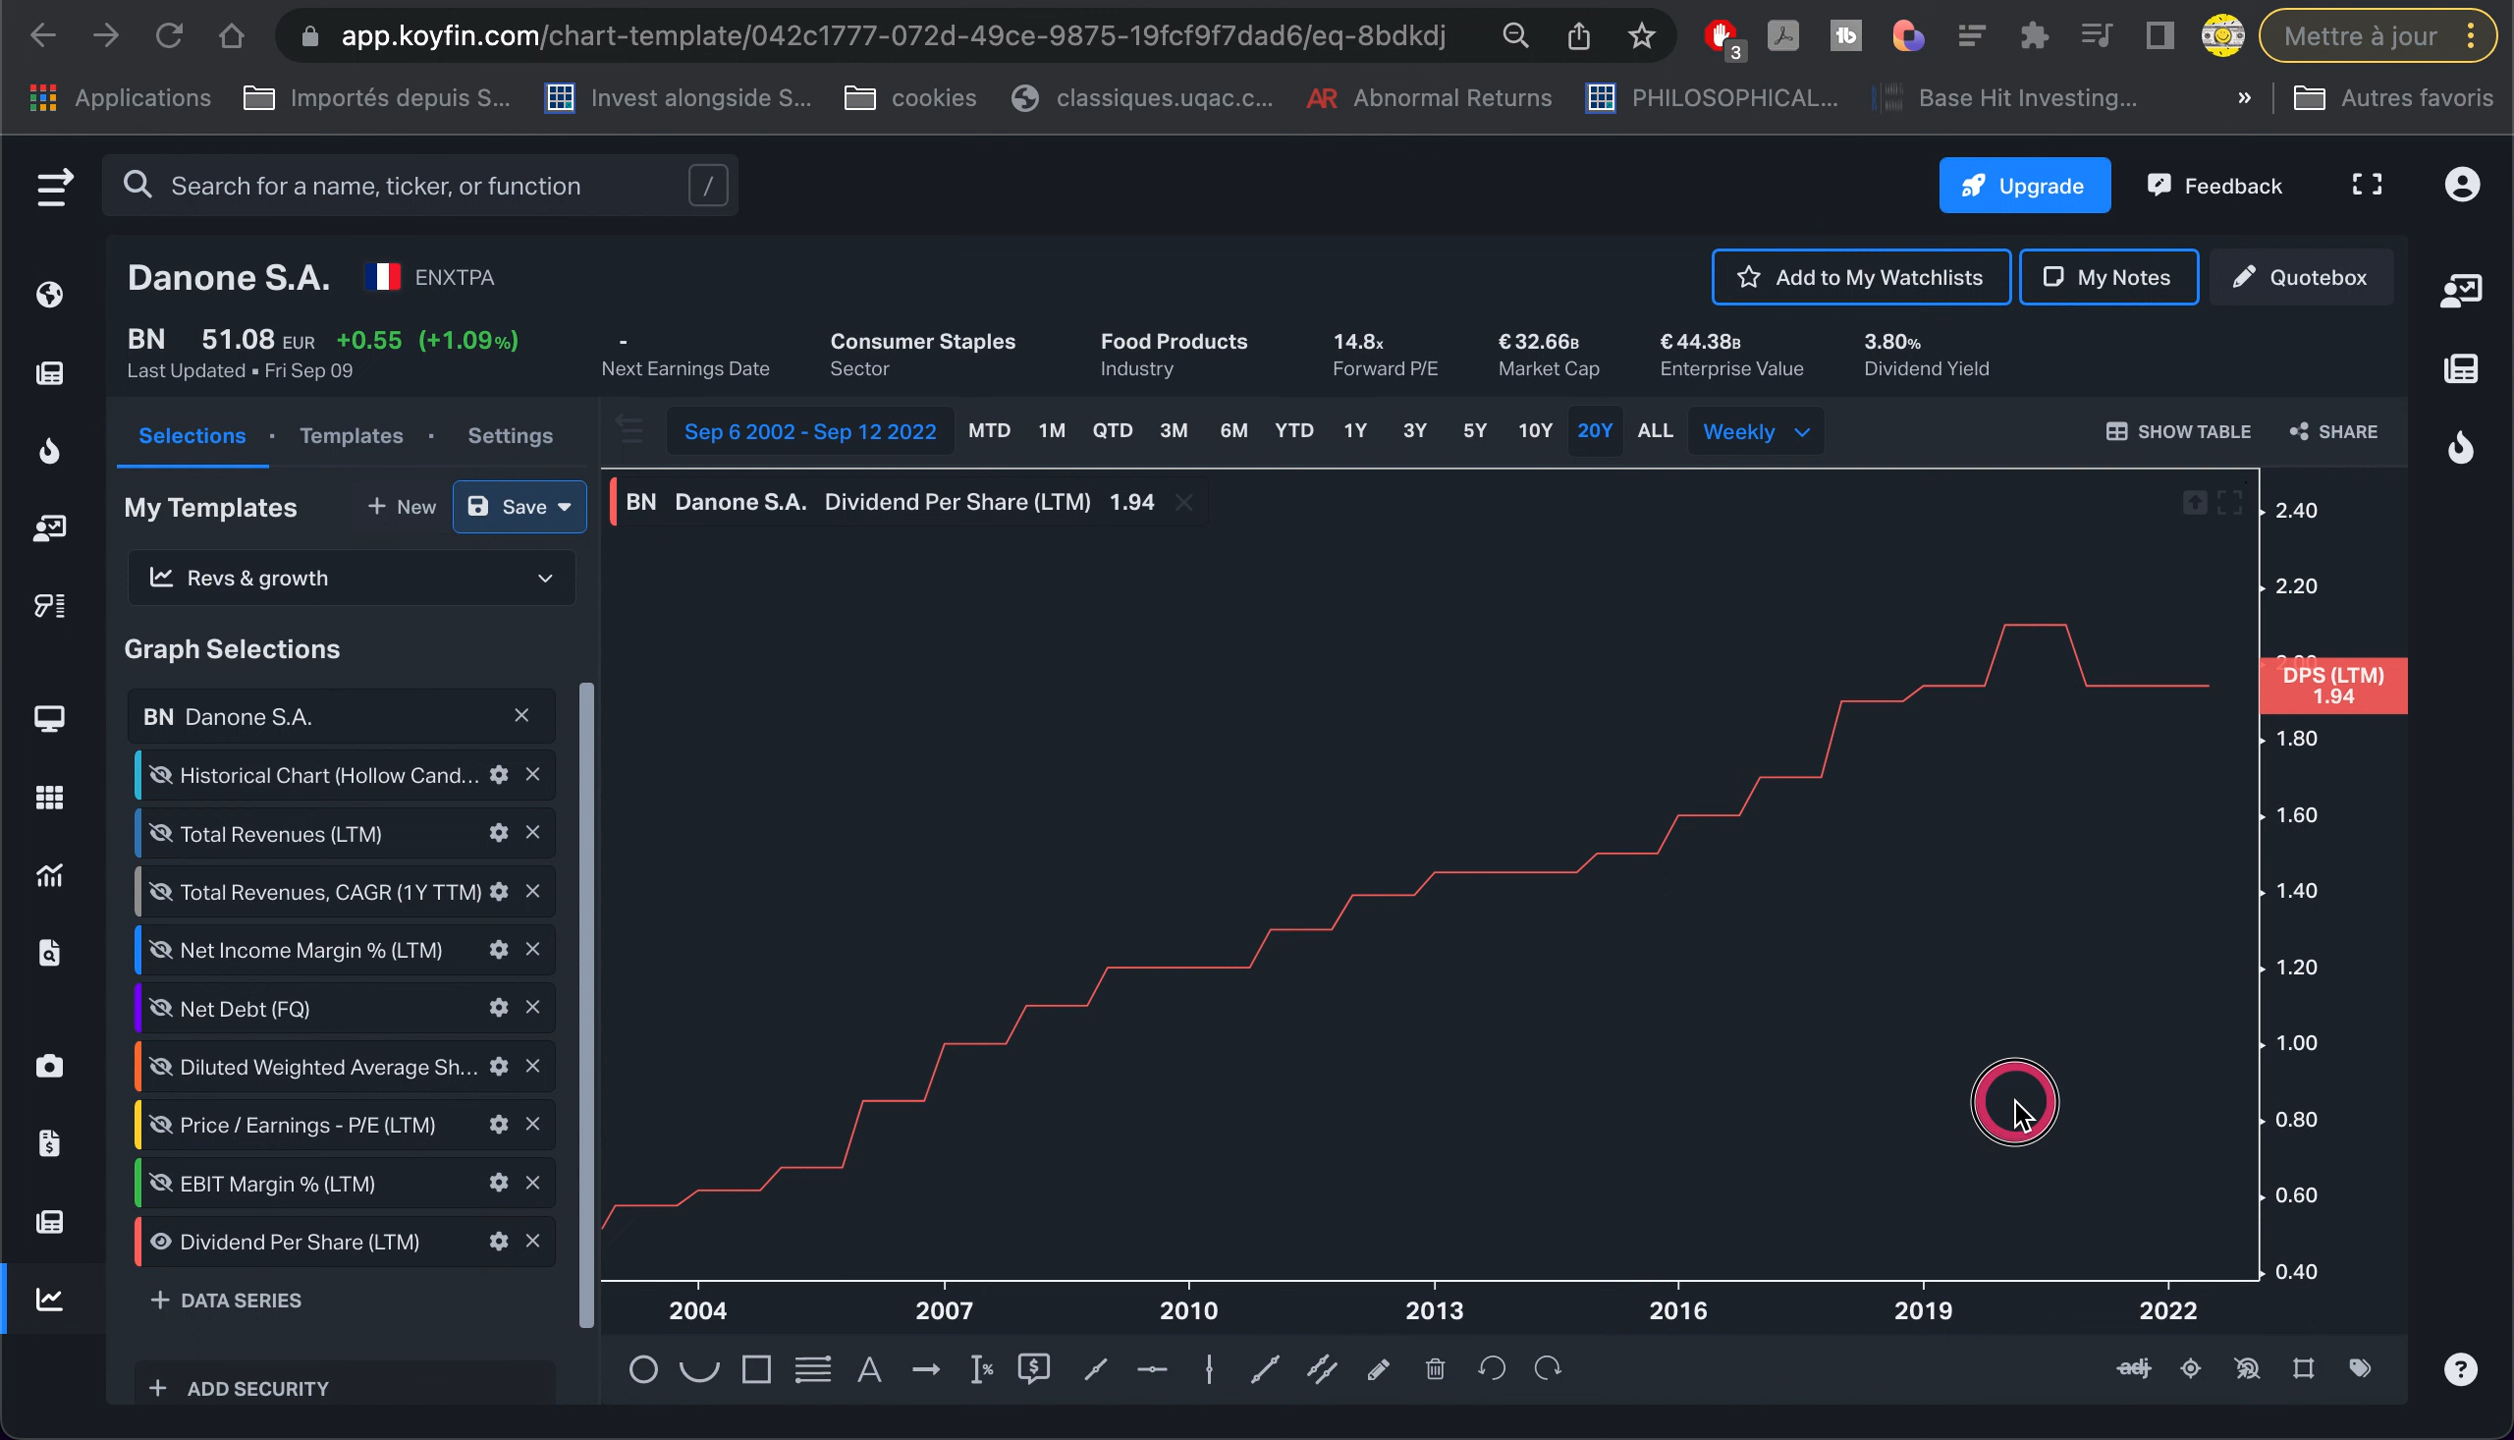 app.koyfin.com/chart-template/042c1777-072d-49ce-9875-19fcf9f7dad6/eq-8bdkdj
3
tb
Mettre à jour
Applications
Importés depuis S...
Invest alongside S...
cookies
classiques.uqac.c...
AR Abnormal Returns
PHILOSOPHICAL...
Base Hit Investing...
»
Autres favoris
Search for a name, ticker, or function /
Upgrade
Feedback
Danone S.A. ENXTPA
Add to My Watchlists
My Notes
Quotebox
BN 51.08 EUR +0.55 (+1.09%)
Last Updated ▪ Fri Sep 09
-
Next Earnings Date
Consumer Staples
Sector
Food Products
Industry
14.8x
Forward P/E
€ 32.66B
Market Cap
€ 44.38B
Enterprise Value
3.80%
Dividend Yield
Selections · Templates · Settings
Sep 6 2002 - Sep 12 2022 MTD 1M QTD 3M 6M YTD 1Y 3Y 5Y 10Y 20Y ALL Weekly
SHOW TABLE
SHARE
My Templates + New Save
Revs & growth
Graph Selections
BN Danone S.A.
Historical Chart (Hollow Cand...
Total Revenues (LTM)
Total Revenues, CAGR (1Y TTM)
Net Income Margin % (LTM)
Net Debt (FQ)
Diluted Weighted Average Sh...
Price / Earnings - P/E (LTM)
EBIT Margin % (LTM)
Dividend Per Share (LTM)
+ DATA SERIES
+ ADD SECURITY
BN Danone S.A. Dividend Per Share (LTM) 1.94
2.40
2.20
2.00
DPS (LTM)
1.94
1.80
1.60
1.40
1.20
1.00
0.80
0.60
0.40
2004 2007 2010 2013 2016 2019 2022
A
%
$
adj
?